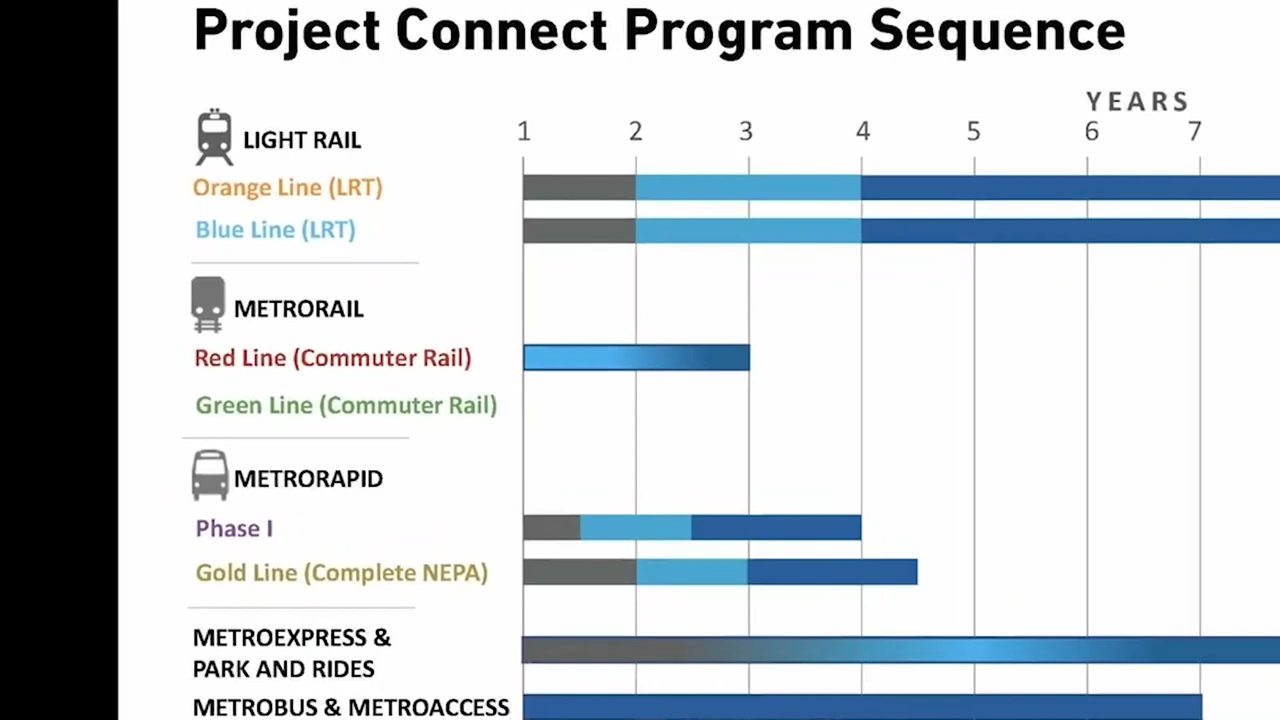 Project Connect Program Sequence
YEARS
1 2 3 4 5 6 7
LIGHT RAIL
Orange Line (LRT)
Blue Line (LRT)
METRORAIL
Red Line (Commuter Rail)
Green Line (Commuter Rail)
METRORAPID
Phase I
Gold Line (Complete NEPA)
METROEXPRESS &
PARK AND RIDES
METROBUS & METROACCESS